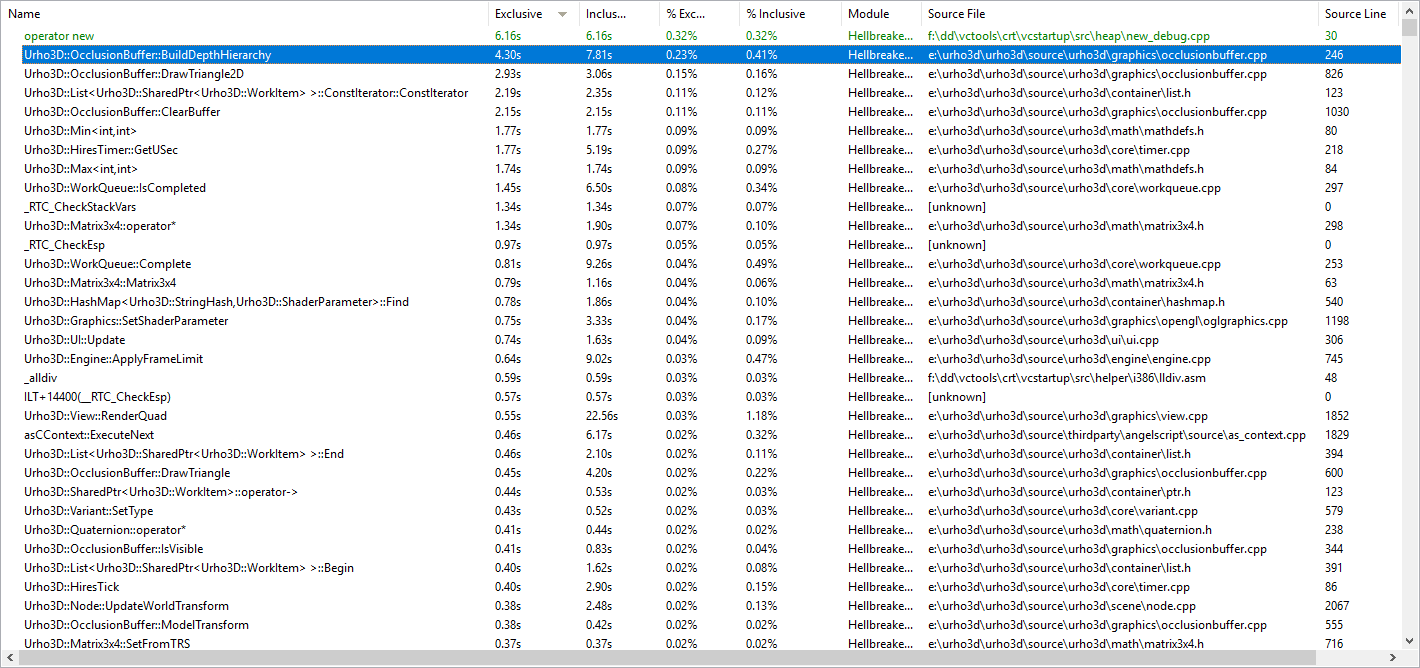 Name Exclusive Inclus... % Exc... % Inclusive Module Source File Source Line
operator new 6.16s 6.16s 0.32% 0.32% Hellbreake... f:\dd\vctools\crt\vcstartup\src\heap\new_debug.cpp 30
Urho3D::OcclusionBuffer::BuildDepthHierarchy 4.30s 7.81s 0.23% 0.41% Hellbreake... e:\urho3d\urho3d\source\urho3d\graphics\occlusionbuffer.cpp 246
Urho3D::OcclusionBuffer::DrawTriangle2D 2.93s 3.06s 0.15% 0.16% Hellbreake... e:\urho3d\urho3d\source\urho3d\graphics\occlusionbuffer.cpp 826
Urho3D::List<Urho3D::SharedPtr<Urho3D::WorkItem> >::ConstIterator::ConstIterator 2.19s 2.35s 0.11% 0.12% Hellbreake... e:\urho3d\urho3d\source\urho3d\container\list.h 123
Urho3D::OcclusionBuffer::ClearBuffer 2.15s 2.15s 0.11% 0.11% Hellbreake... e:\urho3d\urho3d\source\urho3d\graphics\occlusionbuffer.cpp 1030
Urho3D::Min<int,int> 1.77s 1.77s 0.09% 0.09% Hellbreake... e:\urho3d\urho3d\source\urho3d\math\mathdefs.h 80
Urho3D::HiresTimer::GetUSec 1.77s 5.19s 0.09% 0.27% Hellbreake... e:\urho3d\urho3d\source\urho3d\core\timer.cpp 218
Urho3D::Max<int,int> 1.74s 1.74s 0.09% 0.09% Hellbreake... e:\urho3d\urho3d\source\urho3d\math\mathdefs.h 84
Urho3D::WorkQueue::IsCompleted 1.45s 6.50s 0.08% 0.34% Hellbreake... e:\urho3d\urho3d\source\urho3d\core\workqueue.cpp 297
_RTC_CheckStackVars 1.34s 1.34s 0.07% 0.07% Hellbreake... [unknown] 0
Urho3D::Matrix3x4::operator* 1.34s 1.90s 0.07% 0.10% Hellbreake... e:\urho3d\urho3d\source\urho3d\math\matrix3x4.h 298
_RTC_CheckEsp 0.97s 0.97s 0.05% 0.05% Hellbreake... [unknown] 0
Urho3D::WorkQueue::Complete 0.81s 9.26s 0.04% 0.49% Hellbreake... e:\urho3d\urho3d\source\urho3d\core\workqueue.cpp 253
Urho3D::Matrix3x4::Matrix3x4 0.79s 1.16s 0.04% 0.06% Hellbreake... e:\urho3d\urho3d\source\urho3d\math\matrix3x4.h 63
Urho3D::HashMap<Urho3D::StringHash,Urho3D::ShaderParameter>::Find 0.78s 1.86s 0.04% 0.10% Hellbreake... e:\urho3d\urho3d\source\urho3d\container\hashmap.h 540
Urho3D::Graphics::SetShaderParameter 0.75s 3.33s 0.04% 0.17% Hellbreake... e:\urho3d\urho3d\source\urho3d\graphics\opengl\oglgraphics.cpp 1198
Urho3D::UI::Update 0.74s 1.63s 0.04% 0.09% Hellbreake... e:\urho3d\urho3d\source\urho3d\ui\ui.cpp 306
Urho3D::Engine::ApplyFrameLimit 0.64s 9.02s 0.03% 0.47% Hellbreake... e:\urho3d\urho3d\source\urho3d\engine\engine.cpp 745
_alldiv 0.59s 0.59s 0.03% 0.03% Hellbreake... f:\dd\vctools\crt\vcstartup\src\helper\i386\lldiv.asm 48
ILT+14400(__RTC_CheckEsp) 0.57s 0.57s 0.03% 0.03% Hellbreake... [unknown] 0
Urho3D::View::RenderQuad 0.55s 22.56s 0.03% 1.18% Hellbreake... e:\urho3d\urho3d\source\urho3d\graphics\view.cpp 1852
asCContext::ExecuteNext 0.46s 6.17s 0.02% 0.32% Hellbreake... e:\urho3d\urho3d\source\thirdparty\angelscript\source\as_context.cpp 1829
Urho3D::List<Urho3D::SharedPtr<Urho3D::WorkItem> >::End 0.46s 2.10s 0.02% 0.11% Hellbreake... e:\urho3d\urho3d\source\urho3d\container\list.h 394
Urho3D::OcclusionBuffer::DrawTriangle 0.45s 4.20s 0.02% 0.22% Hellbreake... e:\urho3d\urho3d\source\urho3d\graphics\occlusionbuffer.cpp 600
Urho3D::SharedPtr<Urho3D::WorkItem>::operator-> 0.44s 0.53s 0.02% 0.03% Hellbreake... e:\urho3d\urho3d\source\urho3d\container\ptr.h 123
Urho3D::Variant::SetType 0.43s 0.52s 0.02% 0.03% Hellbreake... e:\urho3d\urho3d\source\urho3d\core\variant.cpp 579
Urho3D::Quaternion::operator* 0.41s 0.44s 0.02% 0.02% Hellbreake... e:\urho3d\urho3d\source\urho3d\math\quaternion.h 238
Urho3D::OcclusionBuffer::IsVisible 0.41s 0.83s 0.02% 0.04% Hellbreake... e:\urho3d\urho3d\source\urho3d\graphics\occlusionbuffer.cpp 344
Urho3D::List<Urho3D::SharedPtr<Urho3D::WorkItem> >::Begin 0.40s 1.62s 0.02% 0.08% Hellbreake... e:\urho3d\urho3d\source\urho3d\container\list.h 391
Urho3D::HiresTick 0.40s 2.90s 0.02% 0.15% Hellbreake... e:\urho3d\urho3d\source\urho3d\core\timer.cpp 86
Urho3D::Node::UpdateWorldTransform 0.38s 2.48s 0.02% 0.13% Hellbreake... e:\urho3d\urho3d\source\urho3d\scene\node.cpp 2067
Urho3D::OcclusionBuffer::ModelTransform 0.38s 0.42s 0.02% 0.02% Hellbreake... e:\urho3d\urho3d\source\urho3d\graphics\occlusionbuffer.cpp 555
Urho3D::Matrix3x4::SetFromTRS 0.37s 0.37s 0.02% 0.02% Hellbreake... e:\urho3d\urho3d\source\urho3d\math\matrix3x4.h 716